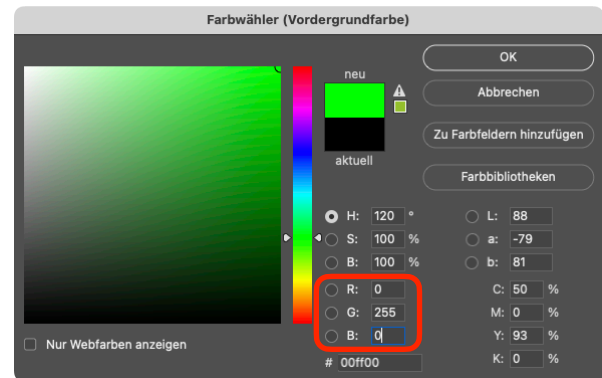 Farbwähler (Vordergrundfarbe)
neu
aktuell
OK
Abbrechen
Zu Farbfeldern hinzufügen
Farbbibliotheken
H: 120 °
S: 100 %
B: 100 %
R: 0
G: 255
B: 0
# 00ff00
L: 88
a: -79
b: 81
C: 50 %
M: 0 %
Y: 93 %
K: 0 %
Nur Webfarben anzeigen